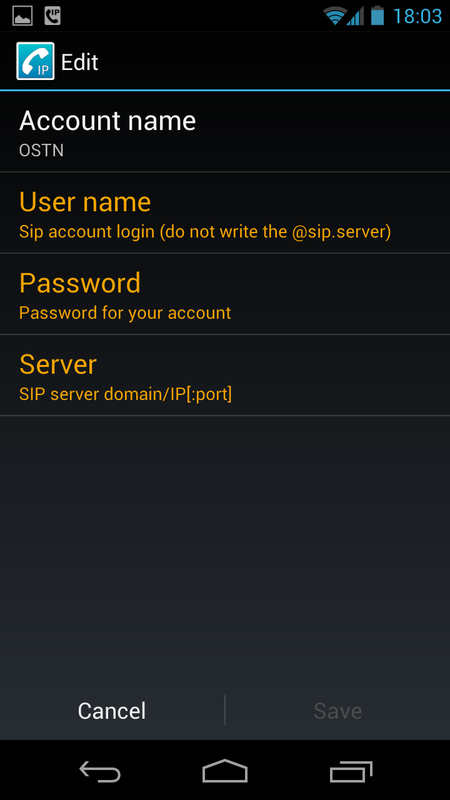 IP
18:03
IP
Edit
Account name
OSTN
User name
Sip account login (do not write the @sip.server)
Password
Password for your account
Server
SIP server domain/IP[:port]
Cancel
Save